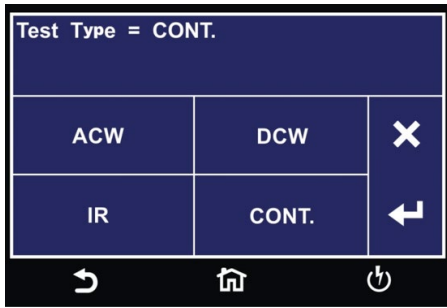 Test Type = CONT.
ACW
DCW
IR
CONT.